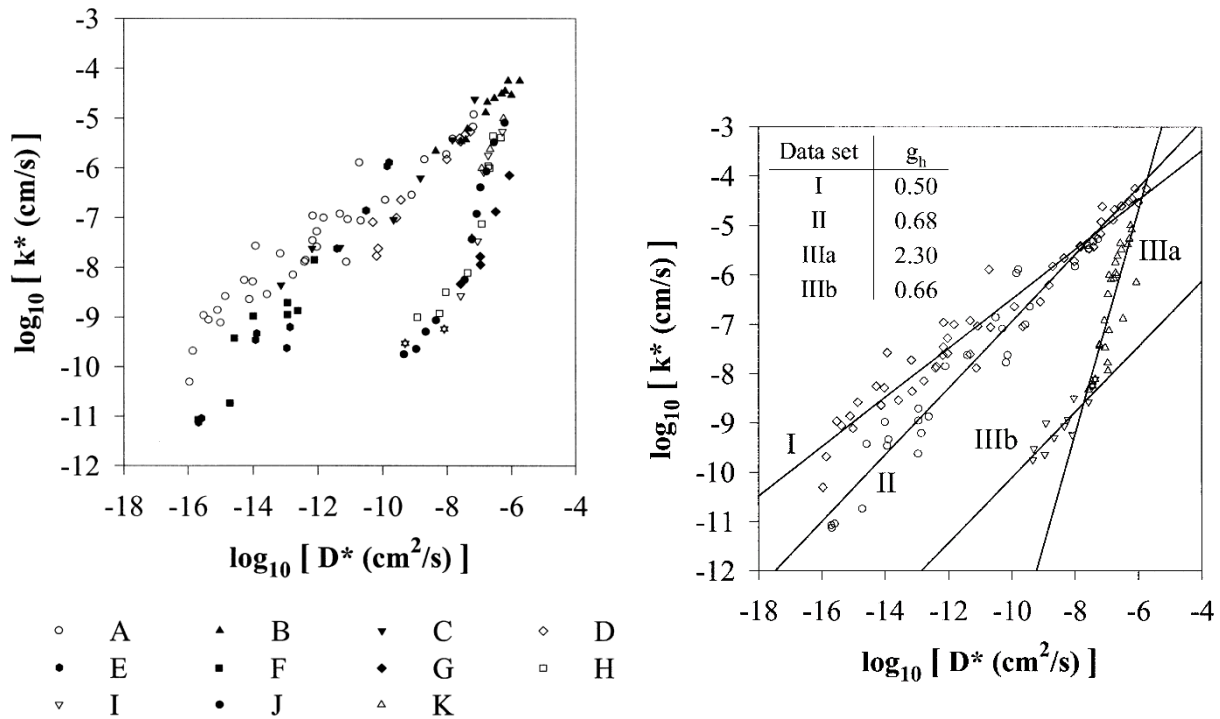 -3
-4
-5
-6
-7
-8
-9
-10
-11
-12
log10 [ k* (cm/s) ]
-18 -16 -14 -12 -10 -8 -6 -4
log10 [ D* (cm2/s) ]
A B C D
E F G H
I J K
-3
-4
-5
-6
-7
-8
-9
-10
-11
-12
log10 [ k* (cm/s) ]
Data set gh
I 0.50
II 0.68
IIIa 2.30
IIIb 0.66
IIIa
I
II
IIIb
-18 -16 -14 -12 -10 -8 -6 -4
log10 [ D* (cm2/s) ]